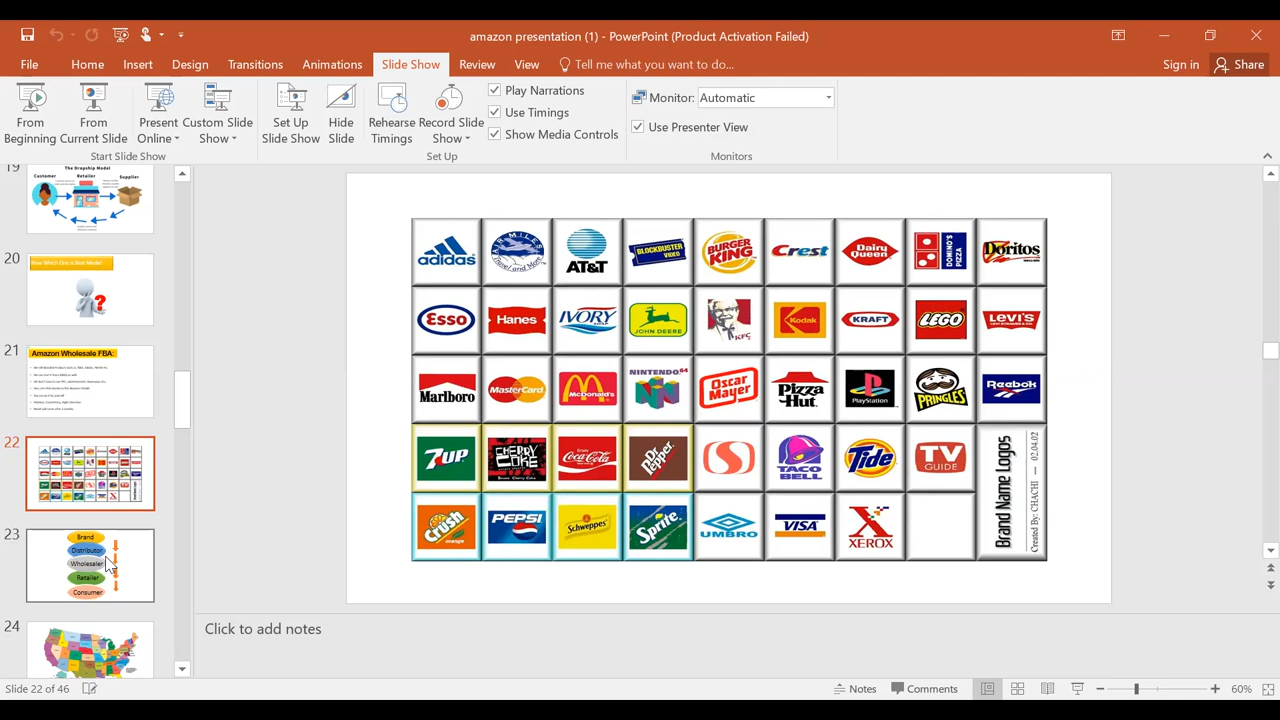 amazon presentation (1) - PowerPoint (Product Activation Failed)
File Home Insert Design Transitions Animations Slide Show Review View Tell me what you want to do... Sign in Share
From Beginning
From Current Slide
Present Online
Custom Slide Show
Set Up Slide Show
Hide Slide
Rehearse Timings
Record Slide Show
Play Narrations
Use Timings
Show Media Controls
Monitor: Automatic
Use Presenter View
Start Slide Show Set Up Monitors
19
The Dropship Model
Customer Retailer Supplier
20
Now Which One is Best Model
21
Amazon Wholesale FBA:
22
23
Brand
Distributor
Wholesaler
Retailer
Consumer
24
adidas
AT&T
BLOCKBUSTER VIDEO
BURGER KING
Crest
Dairy Queen
DOMINO'S PIZZA
Doritos
Esso
Hanes
IVORY
JOHN DEERE
KFC
Kodak
KRAFT
LEGO
LEVI'S
Marlboro
MasterCard
McDonald's
NINTENDO 64
Oscar Mayer
Pizza Hut
PlayStation
PRINGLES
Reebok
7UP
CHERRY COKE
Enjoy
Coca-Cola
Dr Pepper
TACO BELL
Tide
TV GUIDE
Brand Name Logos
Created By: CHACHI — 02.04.02
Crush
orange
PEPSI
Schweppes
Sprite
UMBRO
VISA
XEROX
Click to add notes
Slide 22 of 46 Notes Comments 60%